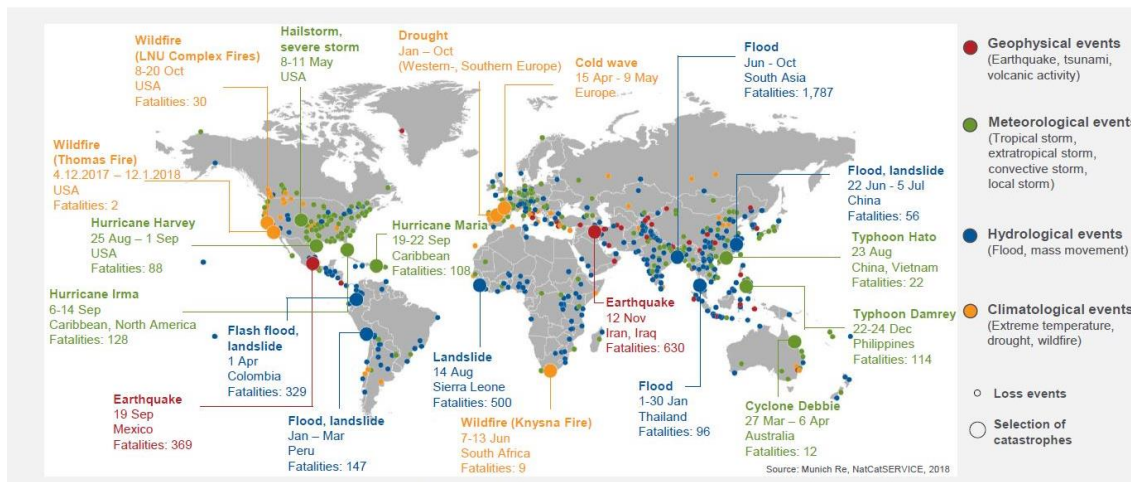 Wildfire
(LNU Complex Fires)
8-20 Oct
USA
Fatalities: 30
Hailstorm,
severe storm
8-11 May
USA
Drought
Jan – Oct
(Western-, Southern Europe)
Cold wave
15 Apr - 9 May
Europe
Flood
Jun - Oct
South Asia
Fatalities: 1,787
Wildfire
(Thomas Fire)
4.12.2017 – 12.1.2018
USA
Fatalities: 2
Flood, landslide
22 Jun - 5 Jul
China
Fatalities: 56
Hurricane Harvey
25 Aug – 1 Sep
USA
Fatalities: 88
Hurricane Maria
19-22 Sep
Caribbean
Fatalities: 108
Typhoon Hato
23 Aug
China, Vietnam
Fatalities: 22
Hurricane Irma
6-14 Sep
Caribbean, North America
Fatalities: 128
Flash flood,
landslide
1 Apr
Colombia
Fatalities: 329
Earthquake
12 Nov
Iran, Iraq
Fatalities: 630
Typhoon Damrey
22-24 Dec
Philippines
Fatalities: 114
Landslide
14 Aug
Sierra Leone
Fatalities: 500
Flood
1-30 Jan
Thailand
Fatalities: 96
Earthquake
19 Sep
Mexico
Fatalities: 369
Flood, landslide
Jan – Mar
Peru
Fatalities: 147
Wildfire (Knysna Fire)
7-13 Jun
South Africa
Fatalities: 9
Cyclone Debbie
27 Mar – 6 Apr
Australia
Fatalities: 12
Source: Munich Re, NatCatSERVICE, 2018
Geophysical events
(Earthquake, tsunami,
volcanic activity)
Meteorological events
(Tropical storm,
extratropical storm,
convective storm,
local storm)
Hydrological events
(Flood, mass movement)
Climatological events
(Extreme temperature,
drought, wildfire)
Loss events
Selection of
catastrophes